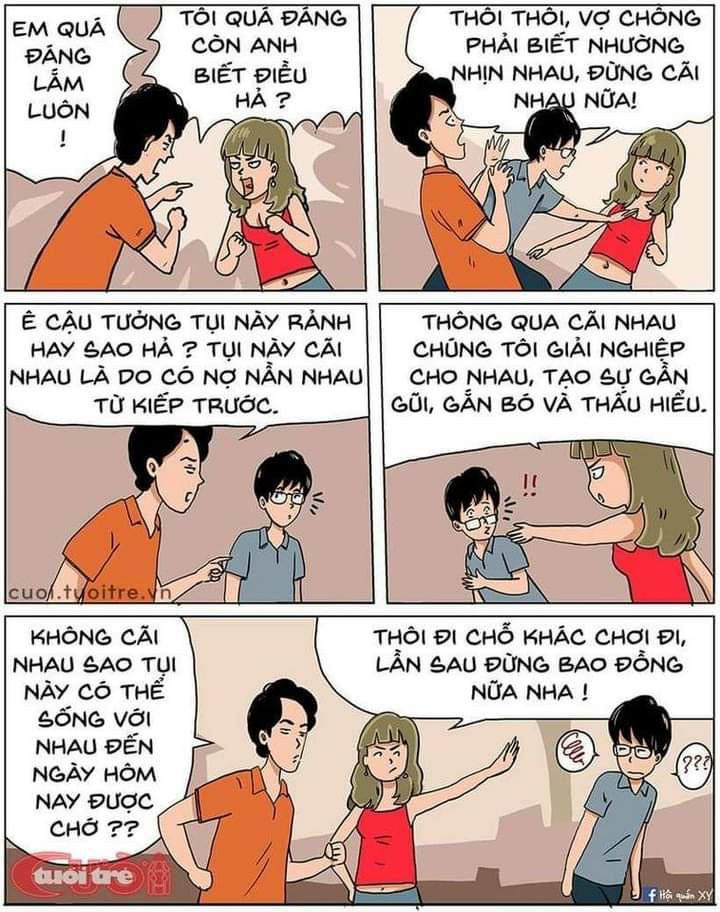 EM QUÁ
ĐÁNG
LẮM
LUÔN
!
TÔI QUÁ ĐÁNG
CÒN ANH
BIẾT ĐIỀU
HẢ ?
THÔI THÔI, VỢ CHỒNG
PHẢI BIẾT NHƯỜNG
NHỊN NHAU, ĐỪNG CÃI
NHAU NỮA!
Ê CẬU TƯỞNG TỤI NÀY RẢNH
HAY SAO HẢ ? TỤI NÀY CÃI
NHAU LÀ DO CÓ NỢ NẦN NHAU
TỪ KIẾP TRƯỚC.
cuoi.tuoitre.vn
THÔNG QUA CÃI NHAU
CHÚNG TÔI GIẢI NGHIỆP
CHO NHAU, TẠO SỰ GẦN
GŨI, GẮN BÓ VÀ THẤU HIỂU.
!!
KHÔNG CÃI
NHAU SAO TỤI
NÀY CÓ THỂ
SỐNG VỚI
NHAU ĐẾN
NGÀY HÔM
NAY ĐƯỢC
CHỚ ??
THÔI ĐI CHỖ KHÁC CHƠI ĐI,
LẦN SAU ĐỪNG BAO ĐỒNG
NỮA NHA !
???
tuổi trẻ
CƯỜI
f Hội quán XY